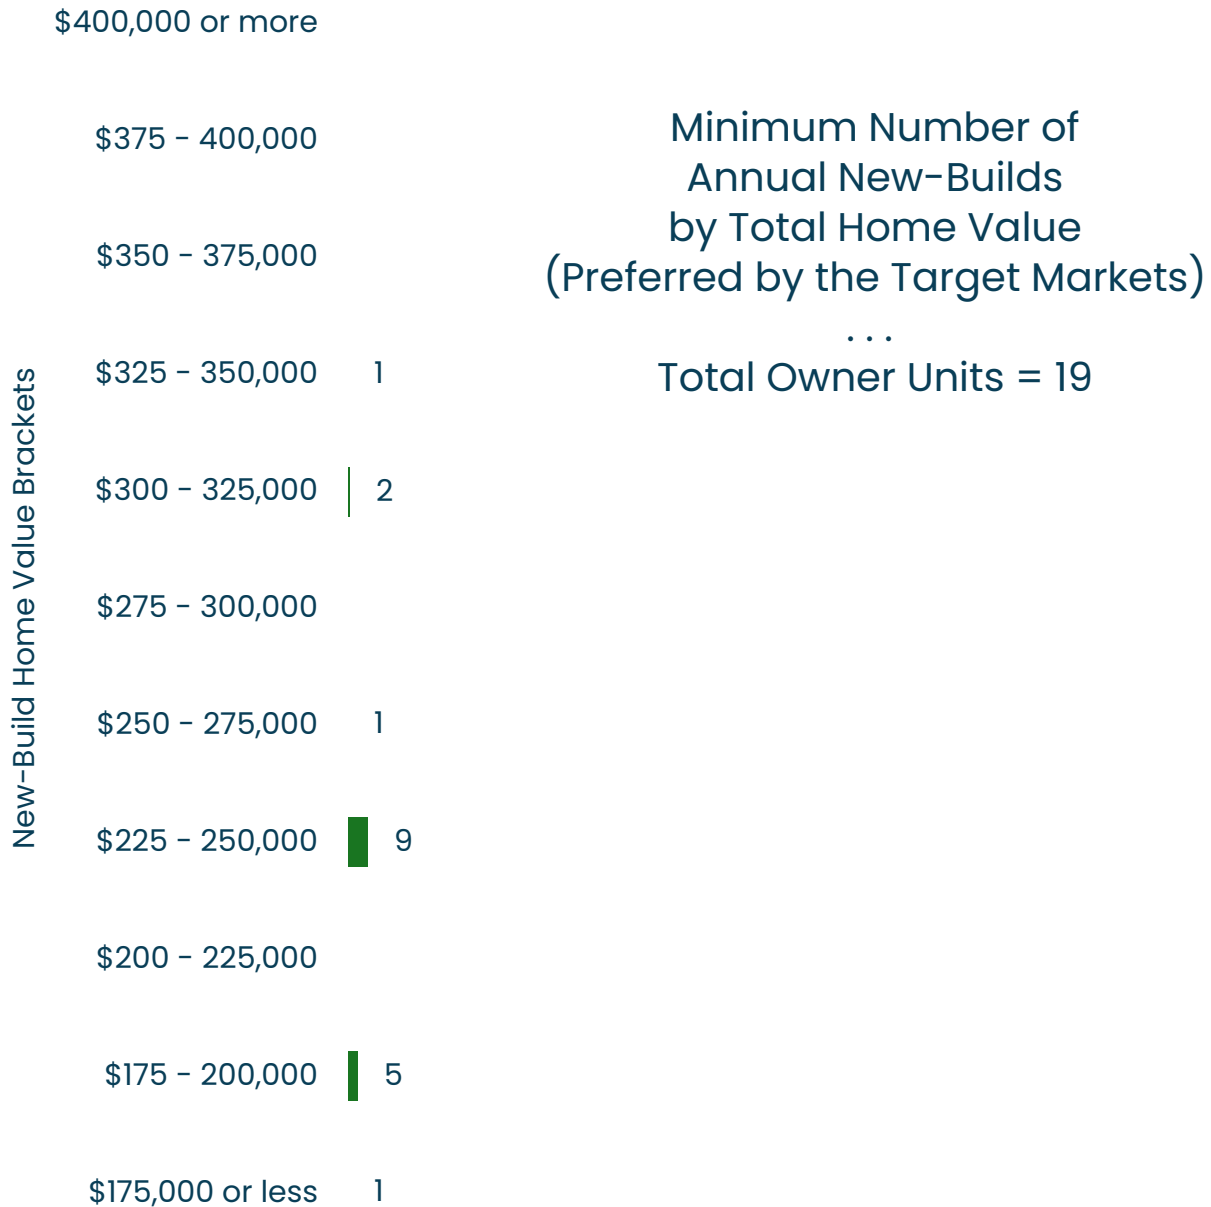 $400,000 or more
Minimum Number of
Annual New-Builds
by Total Home Value
(Preferred by the Target Markets)
...
Total Owner Units = 19
New-Build Home Value Brackets
$375 - 400,000
$350 - 375,000
$325 - 350,000 1
$300 - 325,000 2
$275 - 300,000
$250 - 275,000 1
$225 - 250,000 9
$200 - 225,000
$175 - 200,000 5
$175,000 or less 1